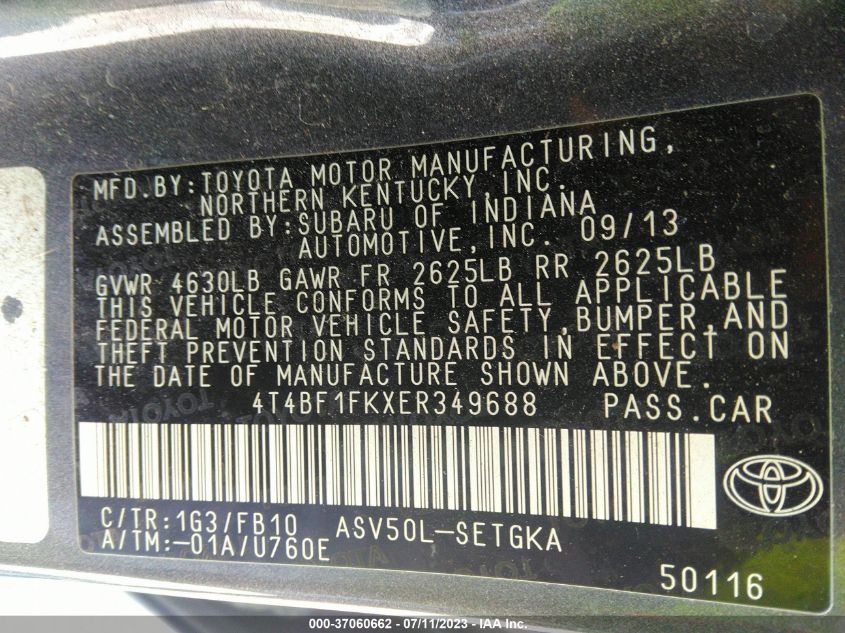 MFD.BY:TOYOTA MOTOR MANUFACTURING,
NORTHERN KENTUCKY,INC.
ASSEMBLED BY:SUBARU OF INDIANA
AUTOMOTIVE,INC. 09/13
GVWR 4630LB GAWR FR 2625LB RR 2625LB
THIS VEHICLE CONFORMS TO ALL APPLICABLE
FEDERAL MOTOR VEHICLE SAFETY,BUMPER,AND
THEFT PREVENTION STANDARDS IN EFFECT ON
THE DATE OF MANUFACTURE SHOWN ABOVE.
4T4BF1FKXER349688 PASS.CAR
C/TR:1G3/FB10 ASV50L-SETGKA
A/TM:-01A/U760E
50116
000-37060662 - 07/11/2023 - IAA Inc.